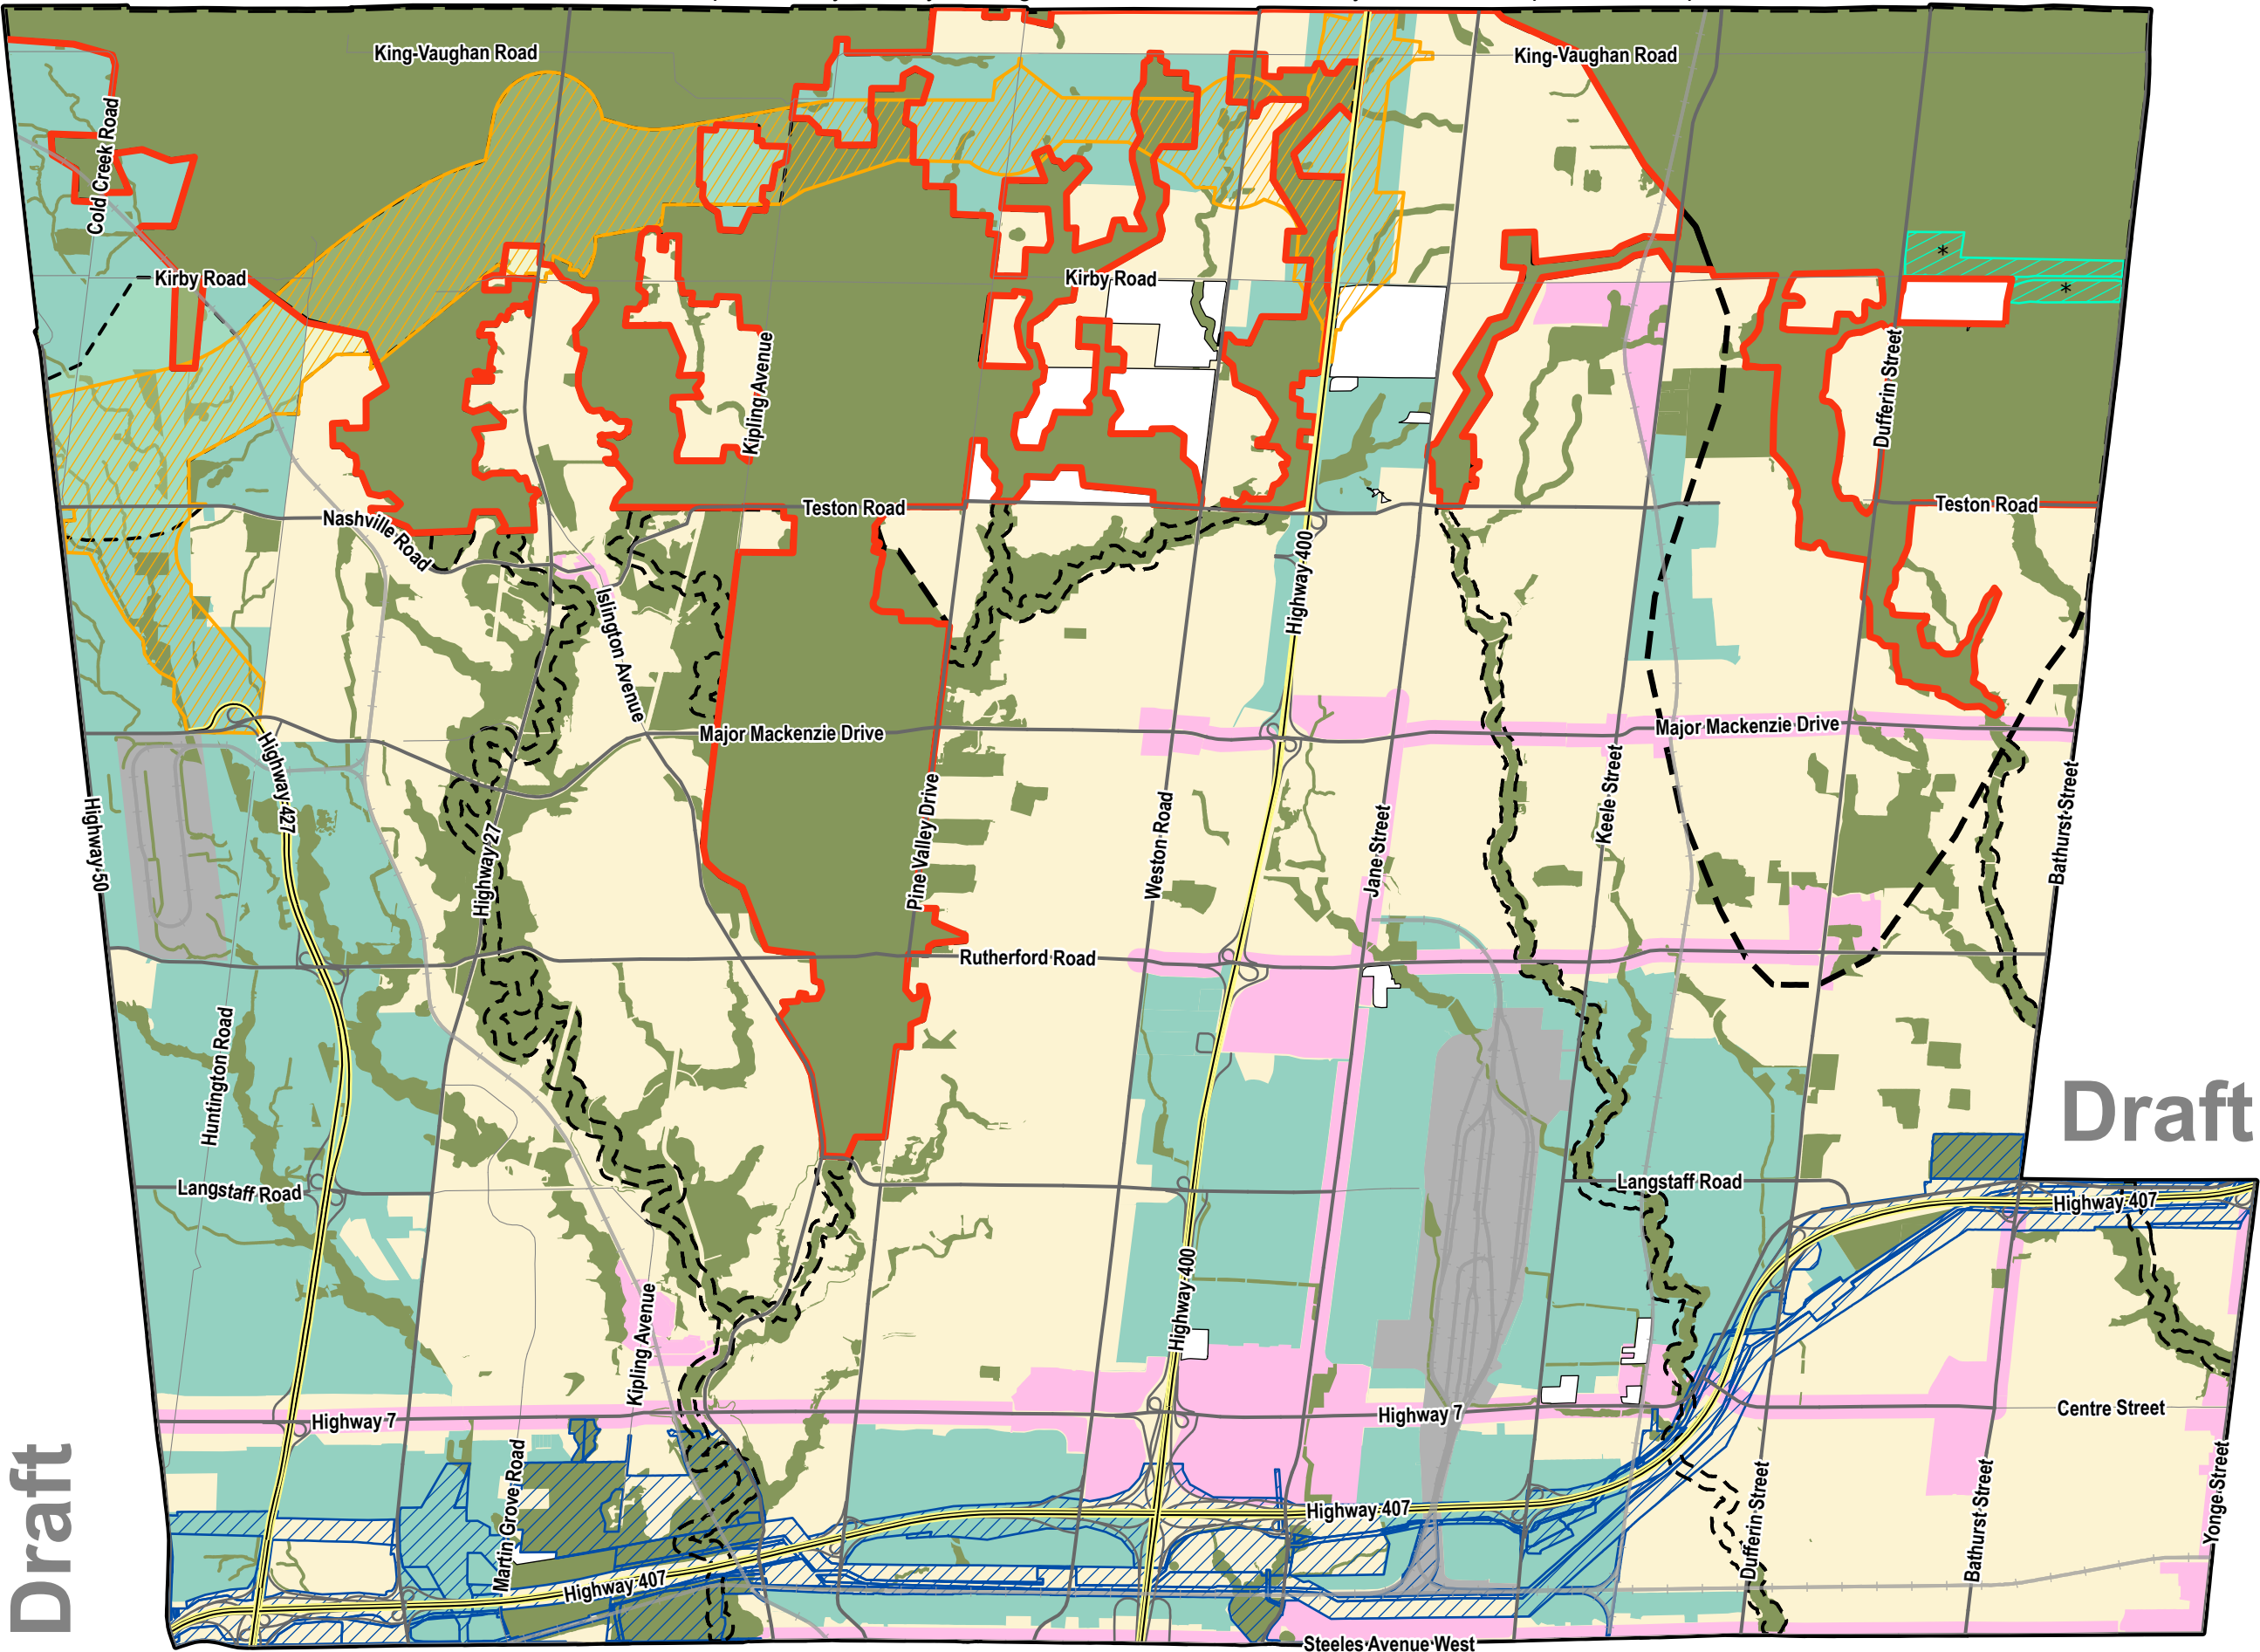 King-Vaughan Road
King-Vaughan Road
Cold Creek Road
Kirby Road
Kirby Road
*
*
Kipling Avenue
Dufferin Street
Teston Road
Teston Road
Nashville Road
Highway 400
Islington Avenue
Major Mackenzie Drive
Major Mackenzie Drive
Highway 427
Highway 50
Highway 27
Pine Valley Drive
Weston Road
Jane Street
Keele Street
Bathurst Street
Rutherford Road
Huntington Road
Draft
Langstaff Road
Langstaff Road
Highway 407
Highway 400
Kipling Avenue
Highway 7
Highway 7
Centre Street
Draft
Martin Grove Road
Highway 407
Highway 407
Dufferin Street
Bathurst Street
Yonge Street
Steeles Avenue West